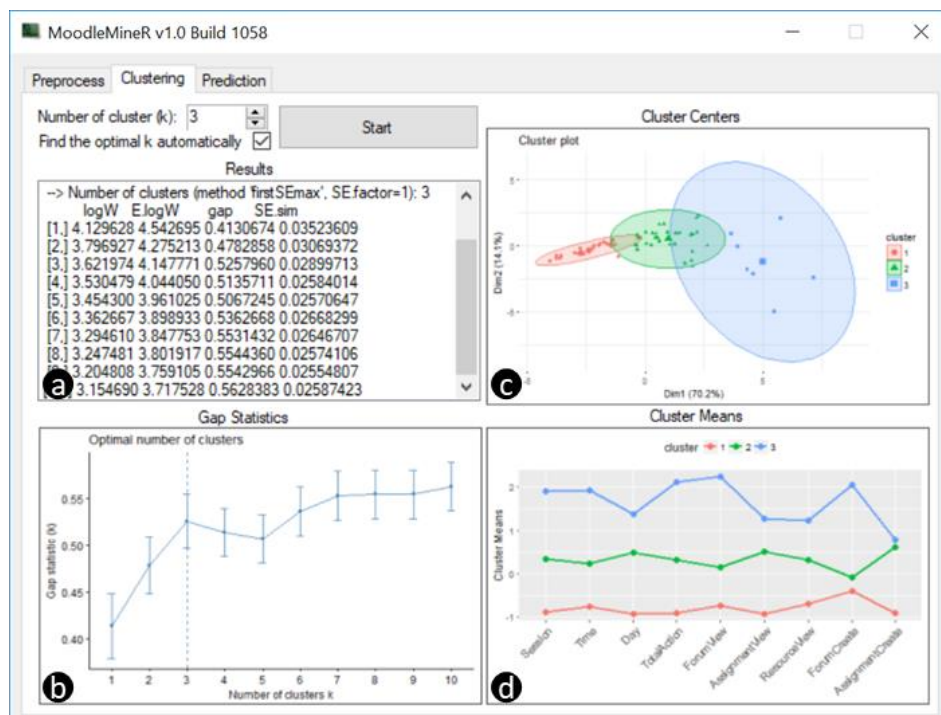 MoodleMineR v1.0 Build 1058
Preprocess Clustering Prediction
Number of cluster (k): 3
Find the optimal k automatically
Start
Results
--> Number of clusters (method 'firstSEmax', SE.factor=1): 3
logW E.logW gap SE.sim
[1,] 4.129628 4.542695 0.4130674 0.03523609
[2,] 3.796927 4.275213 0.4782858 0.03069372
[3,] 3.621974 4.147771 0.5257960 0.02899713
[4,] 3.530479 4.044050 0.5135711 0.02584014
[5,] 3.454300 3.961025 0.5067245 0.02570647
[6,] 3.362667 3.898933 0.5362668 0.02668299
[7,] 3.294610 3.847753 0.5531432 0.02646707
[8,] 3.247481 3.801917 0.5544360 0.02574106
3.204808 3.759105 0.5542966 0.02554807
3.154690 3.717528 0.5628383 0.02587423
a
Cluster Centers
Cluster plot
Dim2 (14.1%)
5
0
-5
0
5
Dim1 (70.2%)
cluster
1
2
3
c
Gap Statistics
Optimal number of clusters
Gap statistic (k)
0.55
0.50
0.45
0.40
1 2 3 4 5 6 7 8 9 10
Number of clusters k
b
Cluster Means
cluster 1 2 3
Cluster Means
2
1
0
-1
Session
Time
Day
TotalAction
ForumView
AssignmentView
ResourceView
ForumCreate
AssignmentCreate
d